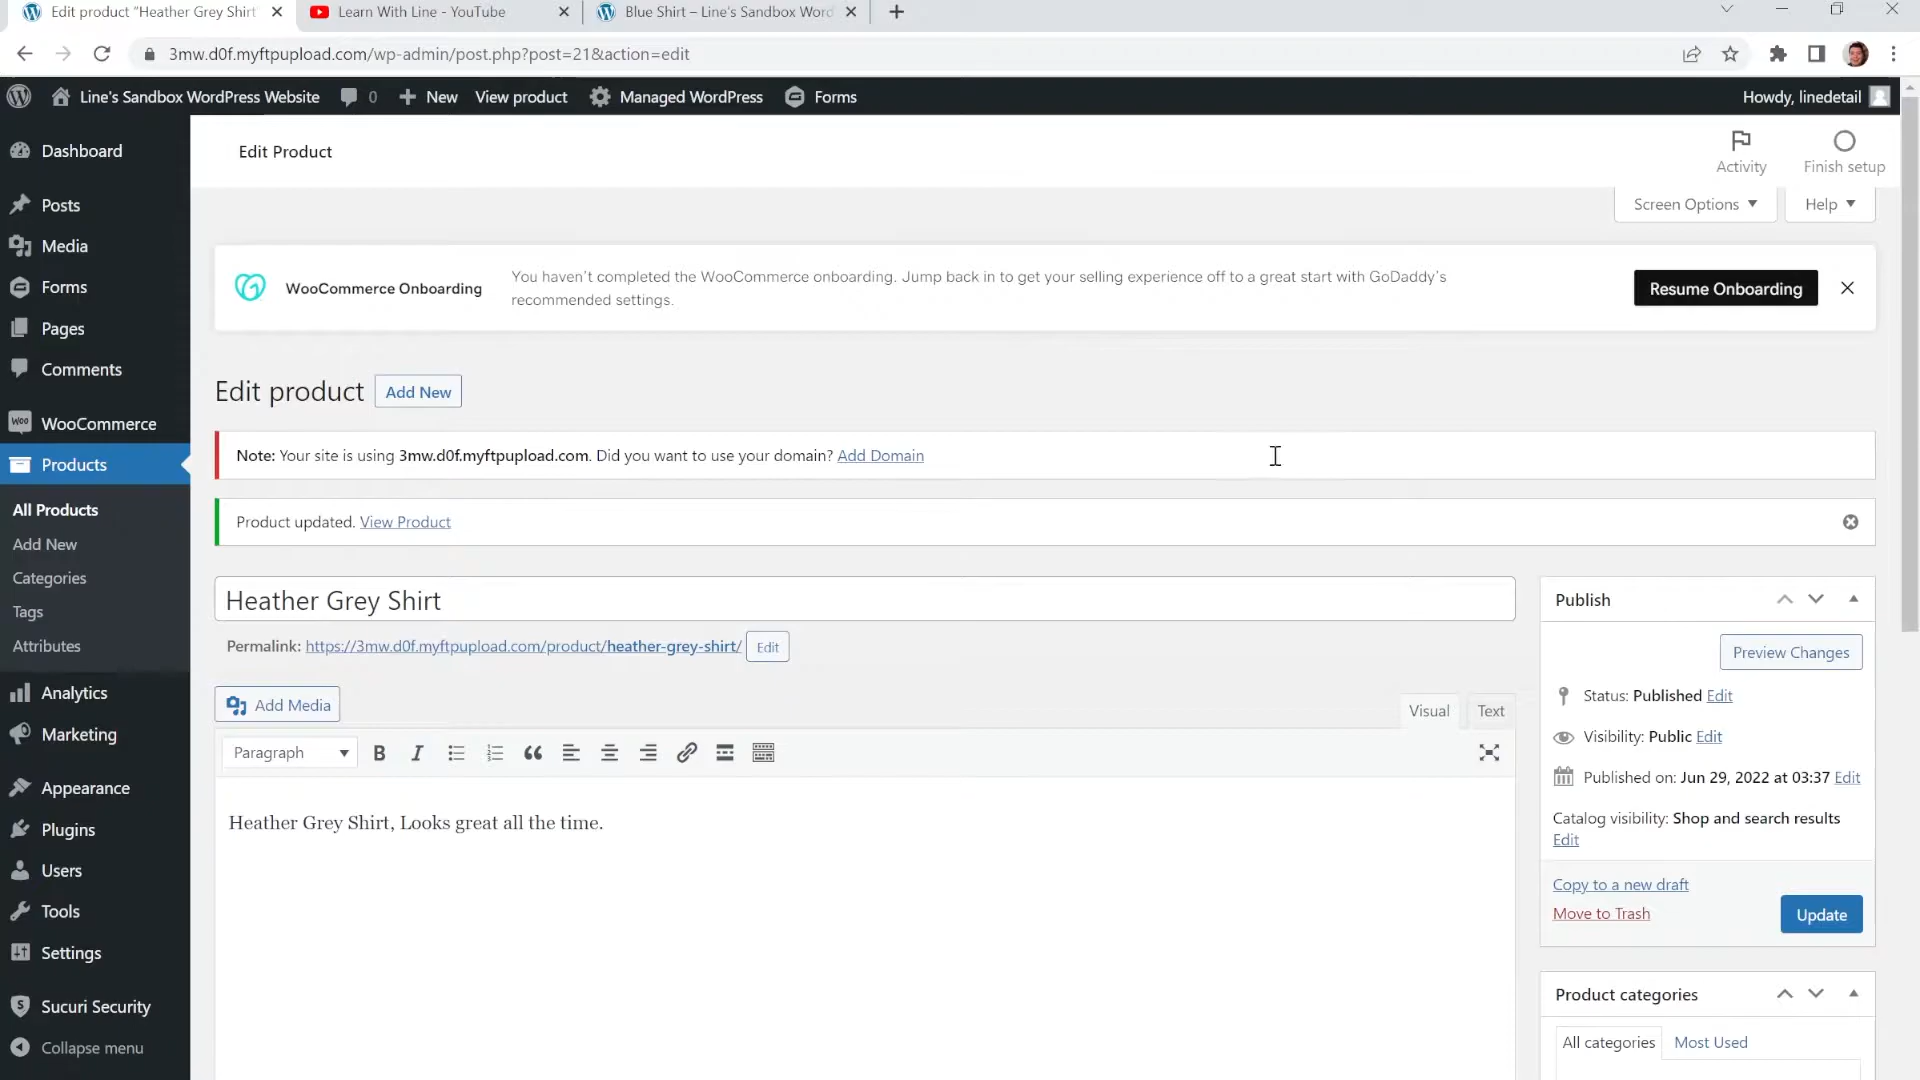 Edit product "Heather Grey Shirt
Learn With Line - YouTube
Blue Shirt – Line's Sandbox Word
3mw.d0f.myftpupload.com/wp-admin/post.php?post=21&action=edit
Line's Sandbox WordPress Website
0
New
View product
Managed WordPress
Forms
Howdy, linedetail
Dashboard
Posts
Media
Forms
Pages
Comments
WOO
WooCommerce
Products
All Products
Add New
Categories
Tags
Attributes
Analytics
Marketing
Appearance
Plugins
Users
Tools
Settings
Sucuri Security
Collapse menu
Edit Product
Activity
Finish setup
Screen Options
Help
WooCommerce Onboarding
You haven't completed the WooCommerce onboarding. Jump back in to get your selling experience off to a great start with GoDaddy's
recommended settings.
Resume Onboarding
Edit product
Add New
Note: Your site is using 3mw.d0f.myftpupload.com. Did you want to use your domain? Add Domain
Product updated. View Product
Heather Grey Shirt
Permalink: https://3mw.d0f.myftpupload.com/product/heather-grey-shirt/
Edit
Add Media
Visual
Text
Paragraph
B
I
Heather Grey Shirt, Looks great all the time.
Publish
Preview Changes
Status: Published Edit
Visibility: Public Edit
Published on: Jun 29, 2022 at 03:37 Edit
Catalog visibility: Shop and search results
Edit
Copy to a new draft
Move to Trash
Update
Product categories
All categories
Most Used